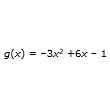 g(x) = −3x² +6x − 1